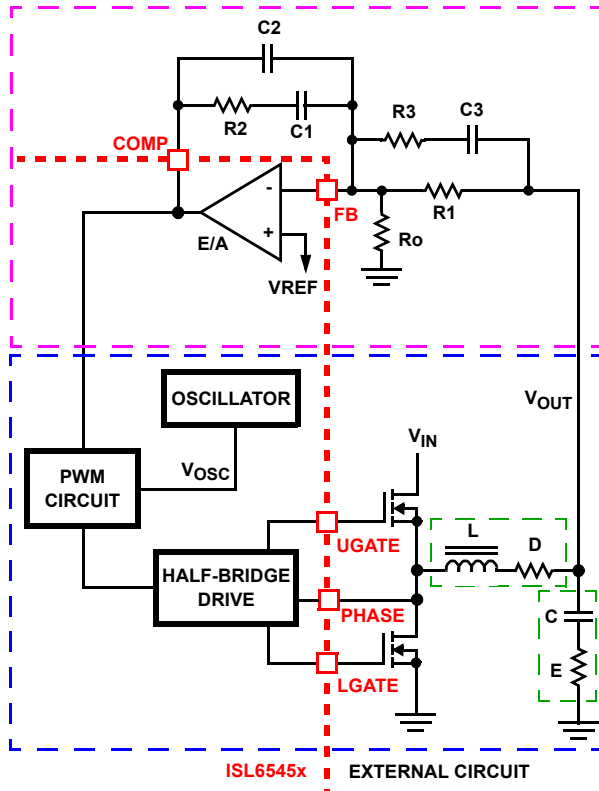 C2
R2
C1
R3
C3
COMP
-
+
E/A
FB
R1
Ro
VREF
OSCILLATOR
VOUT
VOSC
VIN
PWM
CIRCUIT
UGATE
L
D
HALF-BRIDGE
DRIVE
PHASE
C
E
LGATE
ISL6545x
EXTERNAL CIRCUIT